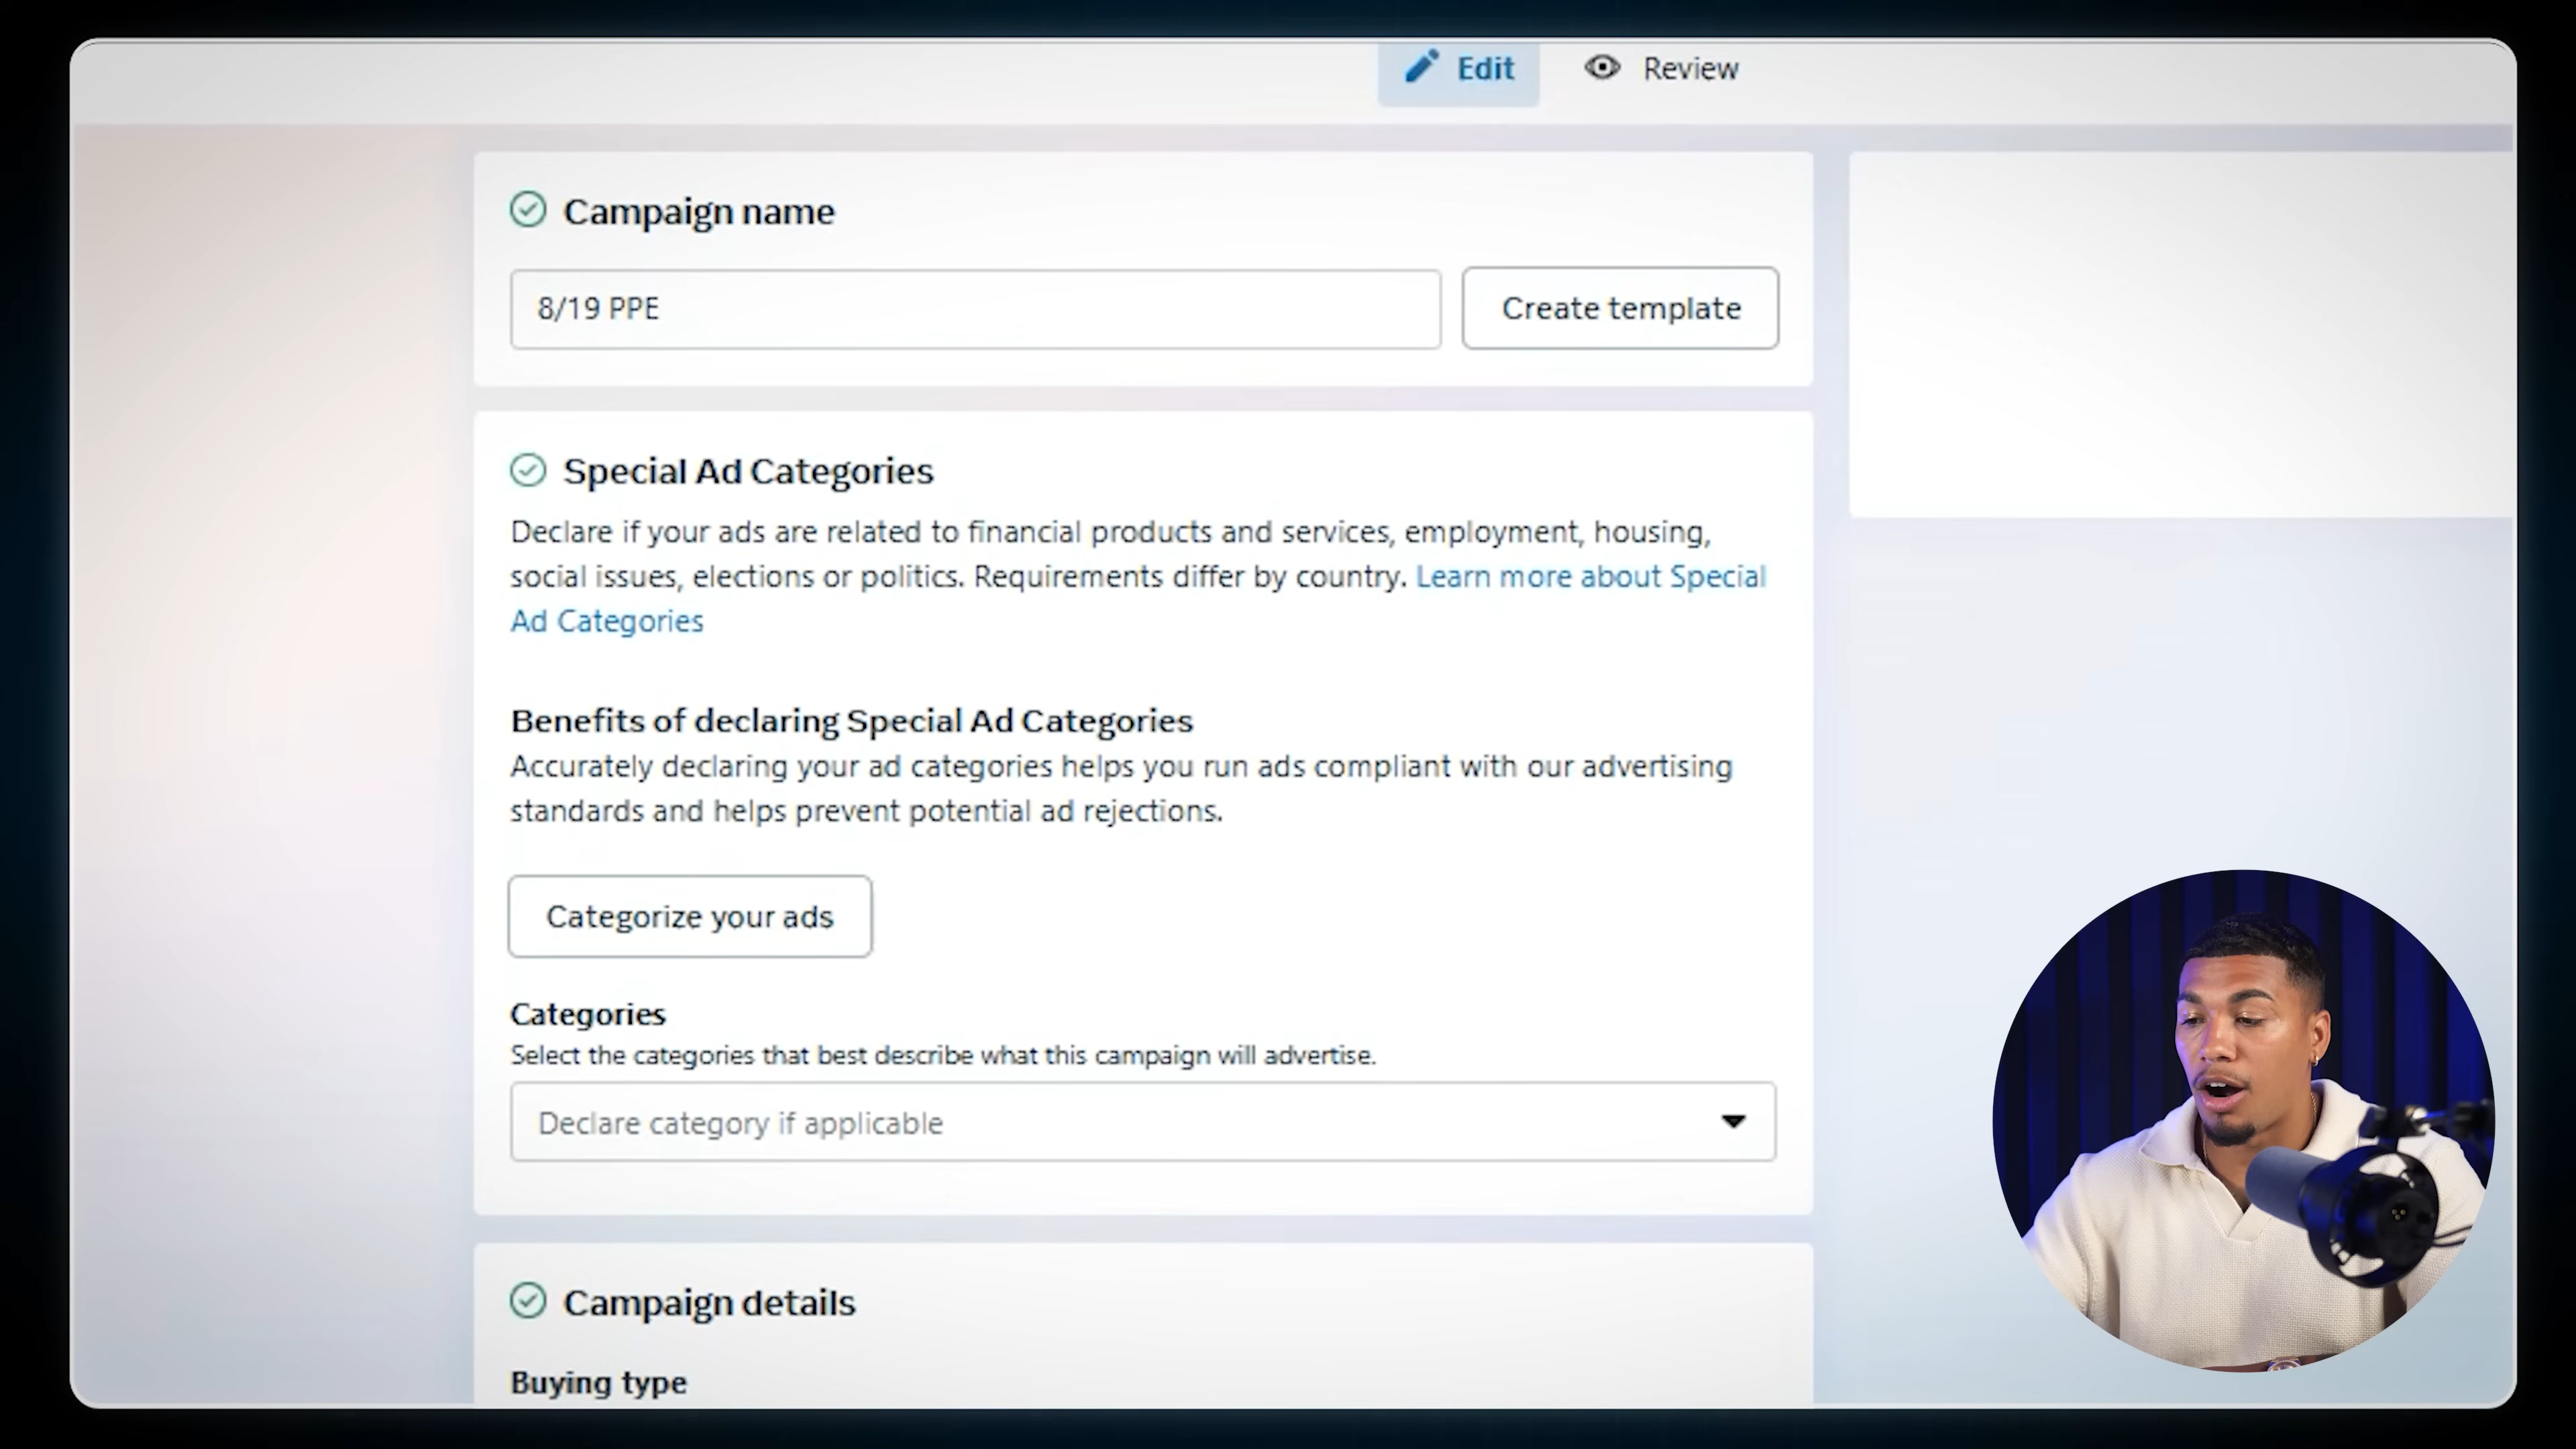 Edit
Review
Campaign name
8/19 PPE
Create template
Special Ad Categories
Declare if your ads are related to financial products and services, employment, housing,
social issues, elections or politics. Requirements differ by country. Learn more about Special
Ad Categories
Benefits of declaring Special Ad Categories
Accurately declaring your ad categories helps you run ads compliant with our advertising
standards and helps prevent potential ad rejections.
Categorize your ads
Categories
Select the categories that best describe what this campaign will advertise.
Declare category if applicable
Campaign details
Buying type